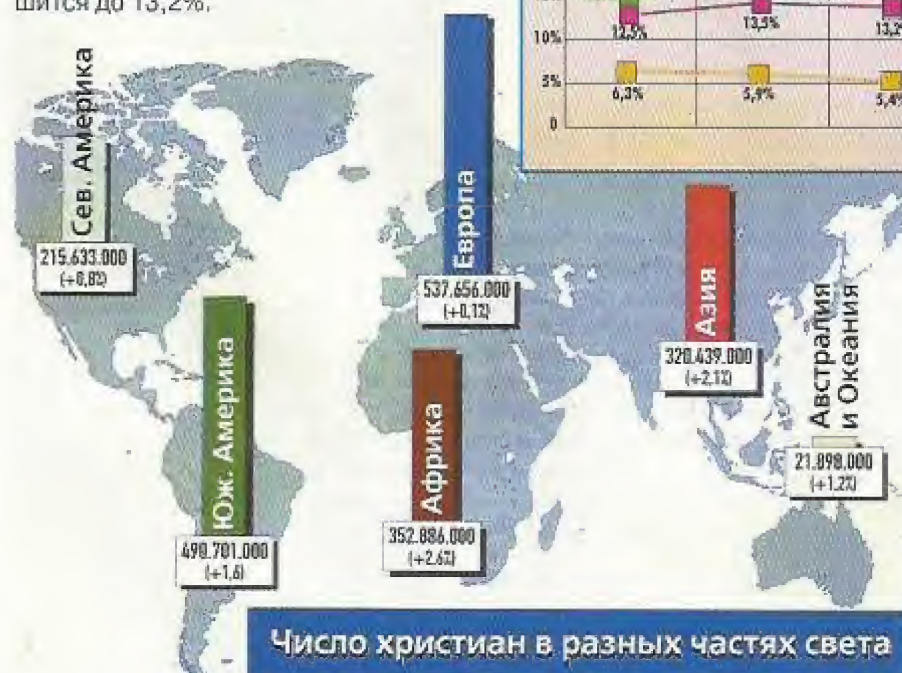 шится до 13,2%.
10%
5%
0
12,5%
13,5%
13,2%
6,3%
5,9%
5,4%
Сев. Америка
215.633.000
(+0,8%)
Европа
537.656.000
(+0,1%)
Азия
320.439.000
(+2,1%)
Юж. Америка
490.701.000
(+1,6)
Африка
352.886.000
(+2,6%)
Австралия
и Океания
21.898.000
(+1,2%)
Число христиан в разных частях света